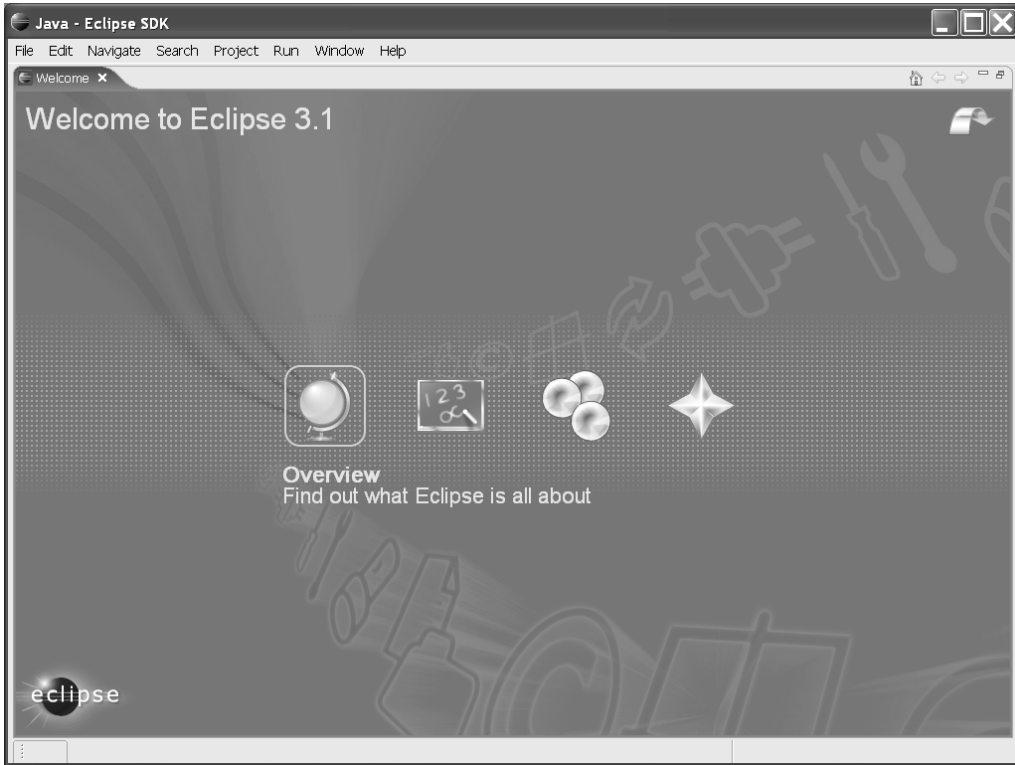 Java - Eclipse SDK
File Edit Navigate Search Project Run Window Help
Welcome
Welcome to Eclipse 3.1
©
123
Overview
Find out what Eclipse is all about
eclipse